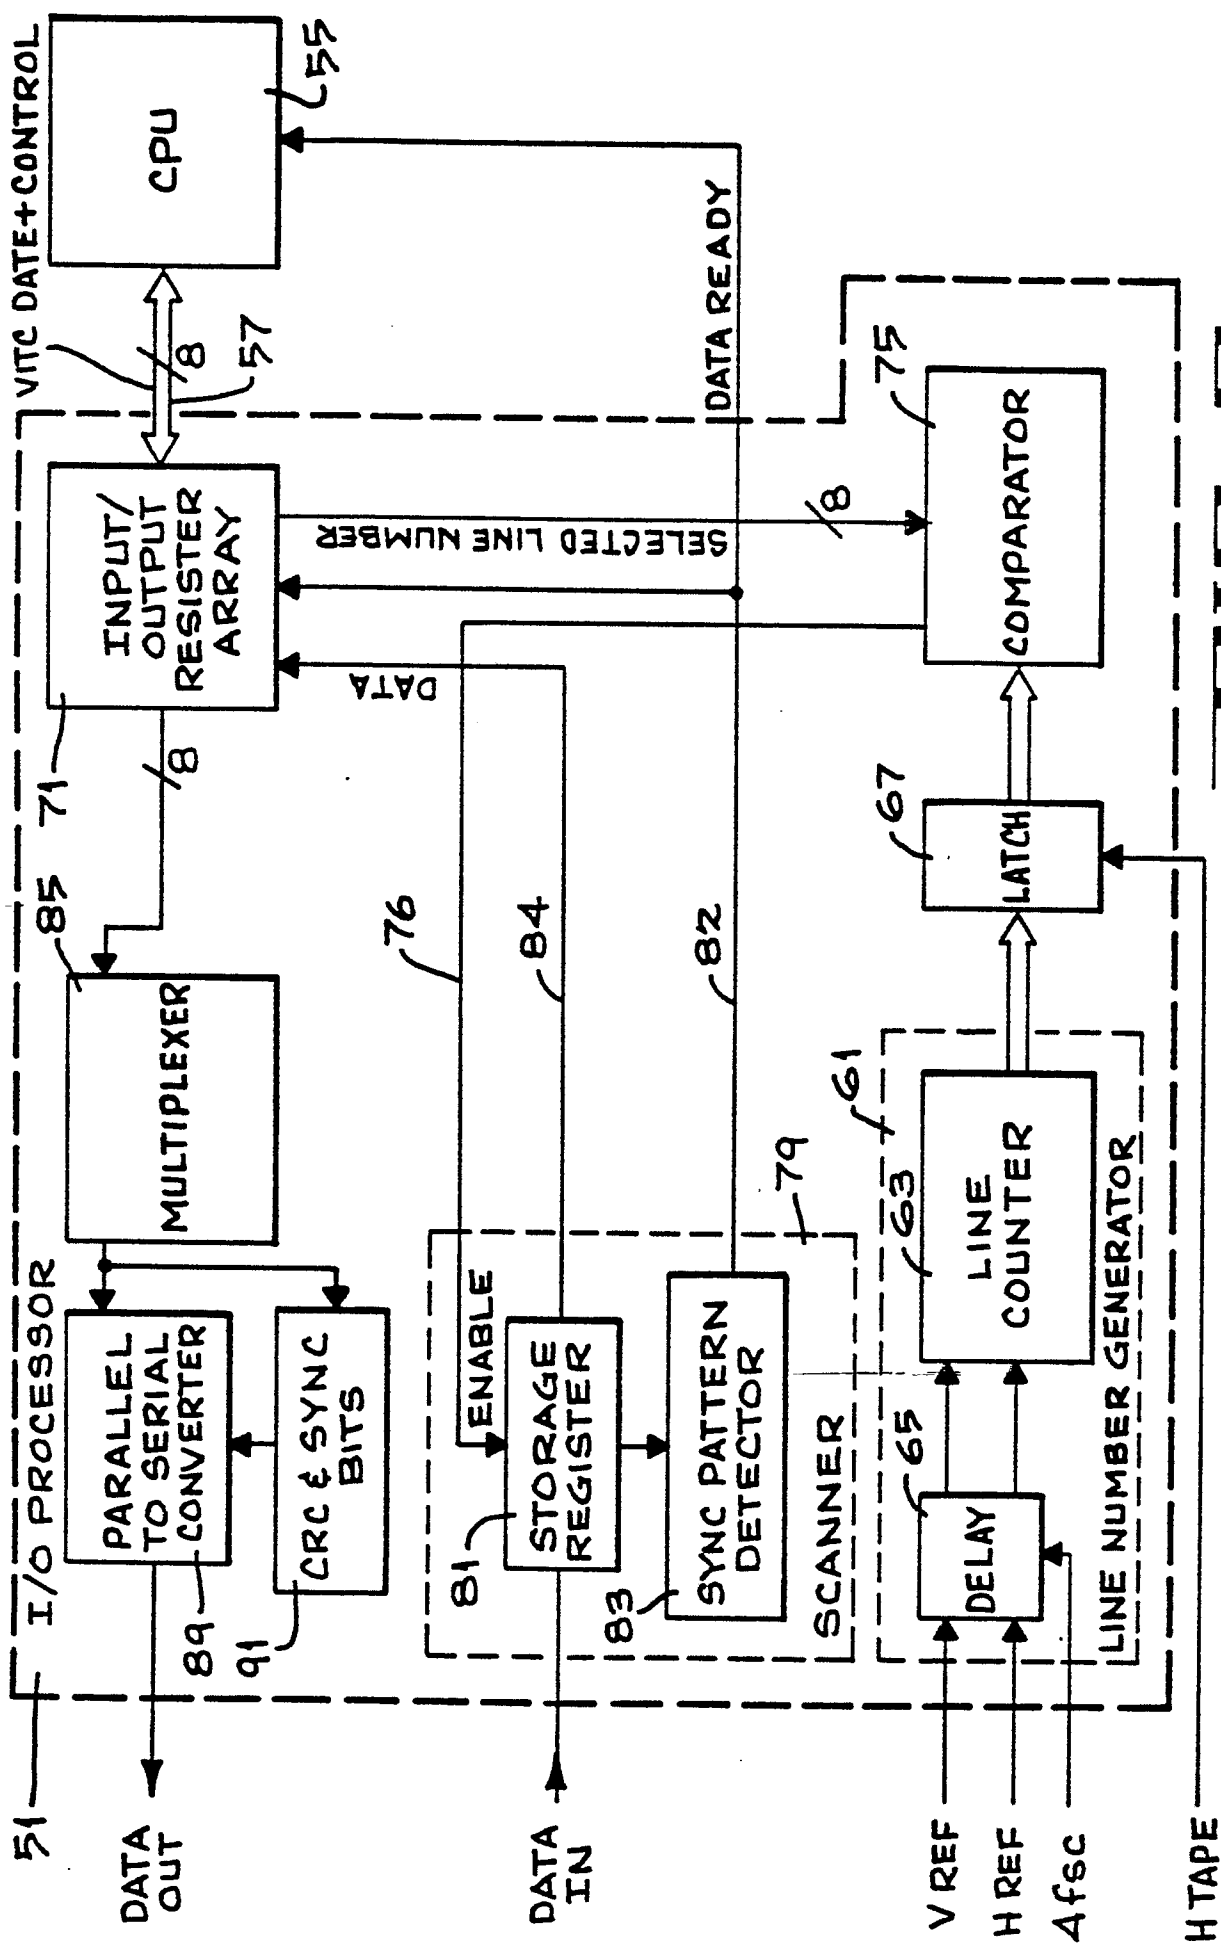 51
I/O PROCESSOR
DATA
OUT
PARALLEL
TO SERIAL
CONVERTER
89
CRC & SYNC
BITS
91
MULTIPLEXER
85
8
71
INPUT/
OUTPUT
RESISTER
ARRAY
VITC DATE+CONTROL
8
57
CPU
55
DATA
IN
ENABLE
STORAGE
REGISTER
81
SYNC PATTERN
DETECTOR
83
SCANNER
79
76
84
82
DATA
SELECTED LINE NUMBER
8
DATA READY
V REF
H REF
4fsc
H TAPE
DELAY
65
LINE
COUNTER
63
61
LINE NUMBER GENERATOR
LATCH
67
COMPARATOR
75